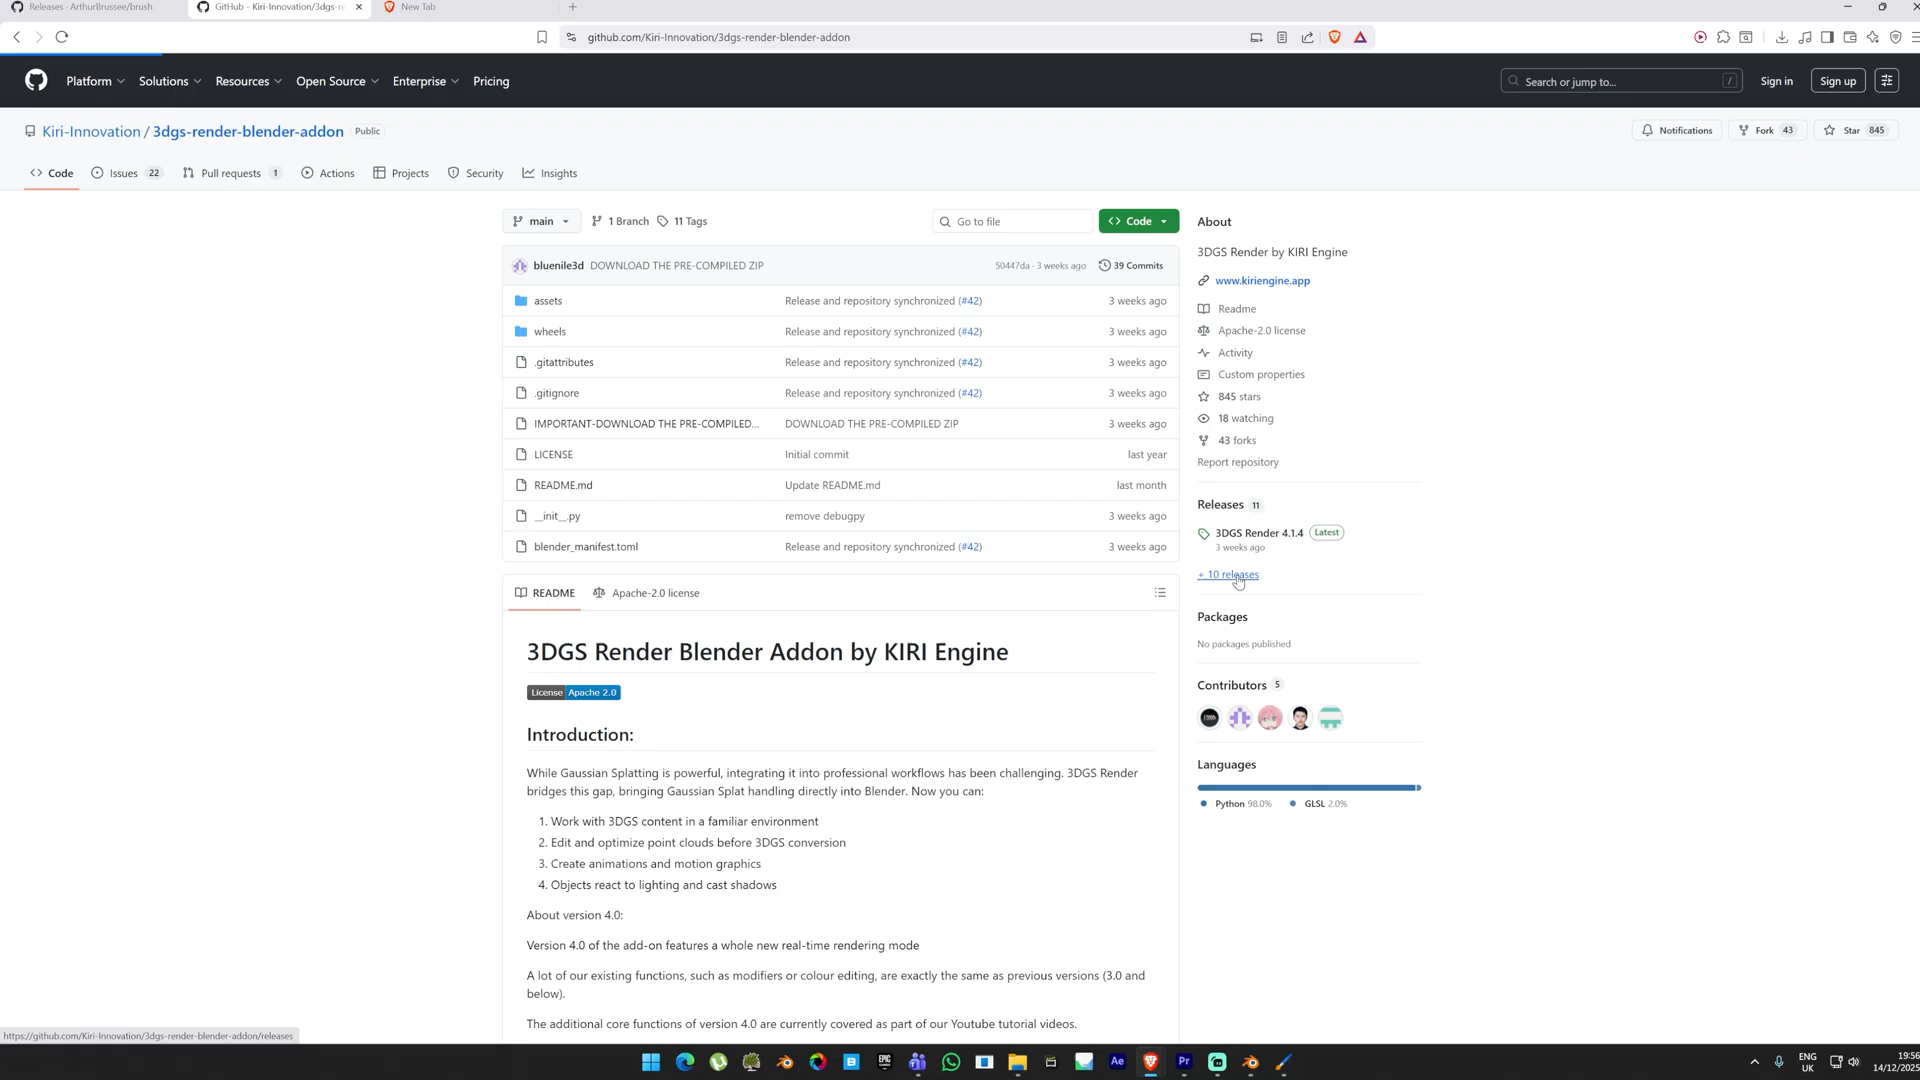 Releases · ArthurBrussee/brush
GitHub - Kiri-Innovation/3dgs-re
New Tab
github.com/Kiri-Innovation/3dgs-render-blender-addon
Platform Solutions Resources Open Source Enterprise Pricing
Search or jump to... /
Sign in
Sign up
Kiri-Innovation / 3dgs-render-blender-addon Public
Notifications
Fork 43
Star 845
Code Issues 22 Pull requests 1 Actions Projects Security Insights
main
1 Branch
11 Tags
Go to file
Code
bluenile3d DOWNLOAD THE PRE-COMPILED ZIP 50447da · 3 weeks ago 39 Commits
assets Release and repository synchronized (#42) 3 weeks ago
wheels Release and repository synchronized (#42) 3 weeks ago
.gitattributes Release and repository synchronized (#42) 3 weeks ago
.gitignore Release and repository synchronized (#42) 3 weeks ago
IMPORTANT-DOWNLOAD THE PRE-COMPILED... DOWNLOAD THE PRE-COMPILED ZIP 3 weeks ago
LICENSE Initial commit last year
README.md Update README.md last month
__init__.py remove debugpy 3 weeks ago
blender_manifest.toml Release and repository synchronized (#42) 3 weeks ago
README Apache-2.0 license
3DGS Render Blender Addon by KIRI Engine
License Apache 2.0
Introduction:
While Gaussian Splatting is powerful, integrating it into professional workflows has been challenging. 3DGS Render
bridges this gap, bringing Gaussian Splat handling directly into Blender. Now you can:
1. Work with 3DGS content in a familiar environment
2. Edit and optimize point clouds before 3DGS conversion
3. Create animations and motion graphics
4. Objects react to lighting and cast shadows
About version 4.0:
Version 4.0 of the add-on features a whole new real-time rendering mode
A lot of our existing functions, such as modifiers or colour editing, are exactly the same as previous versions (3.0 and
below).
The additional core functions of version 4.0 are currently covered as part of our Youtube tutorial videos.
About
3DGS Render by KIRI Engine
www.kiriengine.app
Readme
Apache-2.0 license
Activity
Custom properties
845 stars
18 watching
43 forks
Report repository
Releases 11
3DGS Render 4.1.4 Latest
3 weeks ago
+ 10 releases
Packages
No packages published
Contributors 5
Languages
Python 98.0% GLSL 2.0%
https://github.com/Kiri-Innovation/3dgs-render-blender-addon/releases
EPIC
Ae
Pr
ENG
UK
19:56
14/12/2025